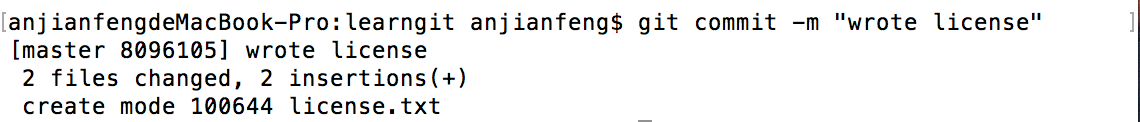 [anjianfengdeMacBook-Pro:learngit anjianfeng$ git commit -m "wrote license" ]
[master 8096105] wrote license
 2 files changed, 2 insertions(+)
 create mode 100644 license.txt